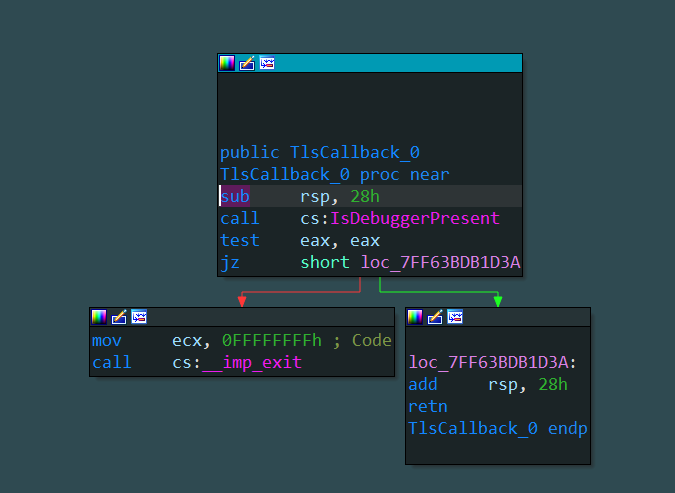 public TlsCallback_0
TlsCallback_0 proc near
sub rsp, 28h
call cs:IsDebuggerPresent
test eax, eax
jz short loc_7FF63BDB1D3A
mov ecx, 0FFFFFFFFh ; Code
call cs:__imp_exit
loc_7FF63BDB1D3A:
add rsp, 28h
retn
TlsCallback_0 endp